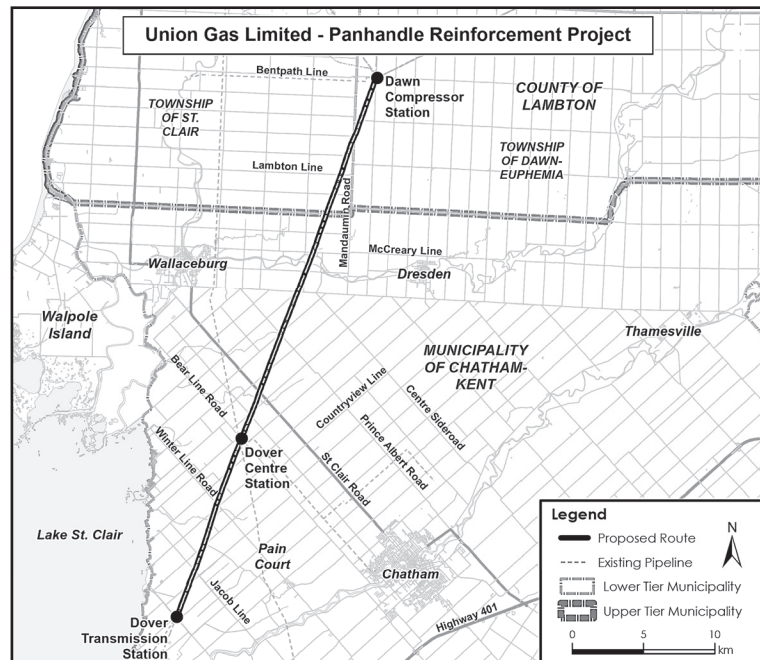 Union Gas Limited - Panhandle Reinforcement Project
Bentpath Line
Dawn
Compressor
Station
COUNTY OF
LAMBTON
TOWNSHIP
OF ST.
CLAIR
TOWNSHIP
OF DAWN-
EUPHEMIA
Lambton Line
Mandaumin Road
McCreary Line
Wallaceburg
Dresden
Walpole
Island
Thamesville
MUNICIPALITY
OF CHATHAM-
KENT
Bear Line Road
Countryview Line
Centre Sideroad
Prince Albert Road
St Clair Road
Winter Line Road
Dover
Centre
Station
Lake St. Clair
Pain
Court
Chatham
Jacob Line
Highway 401
Dover
Transmission
Station
Legend
Proposed Route
Existing Pipeline
Lower Tier Municipality
Upper Tier Municipality
N
0 5 10
km